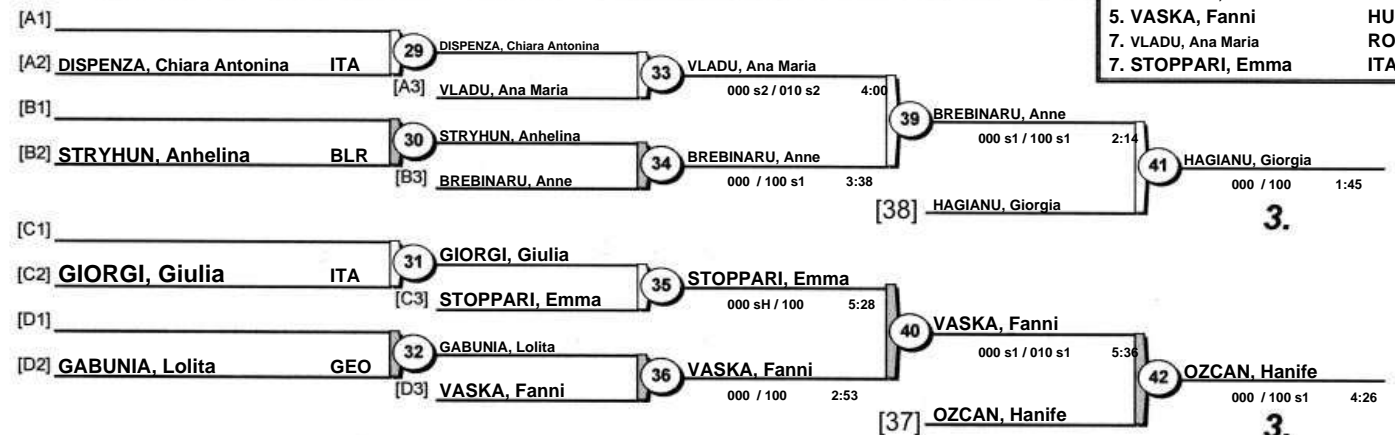 5. VASKA, Fanni HU
7. VLADU, Ana Maria RO
7. STOPPARI, Emma ITA
[A1]
[A2] DISPENZA, Chiara Antonina ITA
29
DISPENZA, Chiara Antonina
[A3] VLADU, Ana Maria
33
VLADU, Ana Maria
000 s2 / 010 s2 4:00
[B1]
[B2] STRYHUN, Anhelina BLR
30
STRYHUN, Anhelina
[B3] BREBINARU, Anne
34
BREBINARU, Anne
000 / 100 s1 3:38
39
BREBINARU, Anne
000 s1 / 100 s1 2:14
[38] HAGIANU, Giorgia
41
HAGIANU, Giorgia
000 / 100 1:45
3.
[C1]
[C2] GIORGI, Giulia ITA
31
GIORGI, Giulia
[C3] STOPPARI, Emma
35
STOPPARI, Emma
000 sH / 100 5:28
[D1]
[D2] GABUNIA, Lolita GEO
32
GABUNIA, Lolita
[D3] VASKA, Fanni
36
VASKA, Fanni
000 / 100 2:53
40
VASKA, Fanni
000 s1 / 010 s1 5:36
[37] OZCAN, Hanife
42
OZCAN, Hanife
000 / 100 s1 4:26
3.